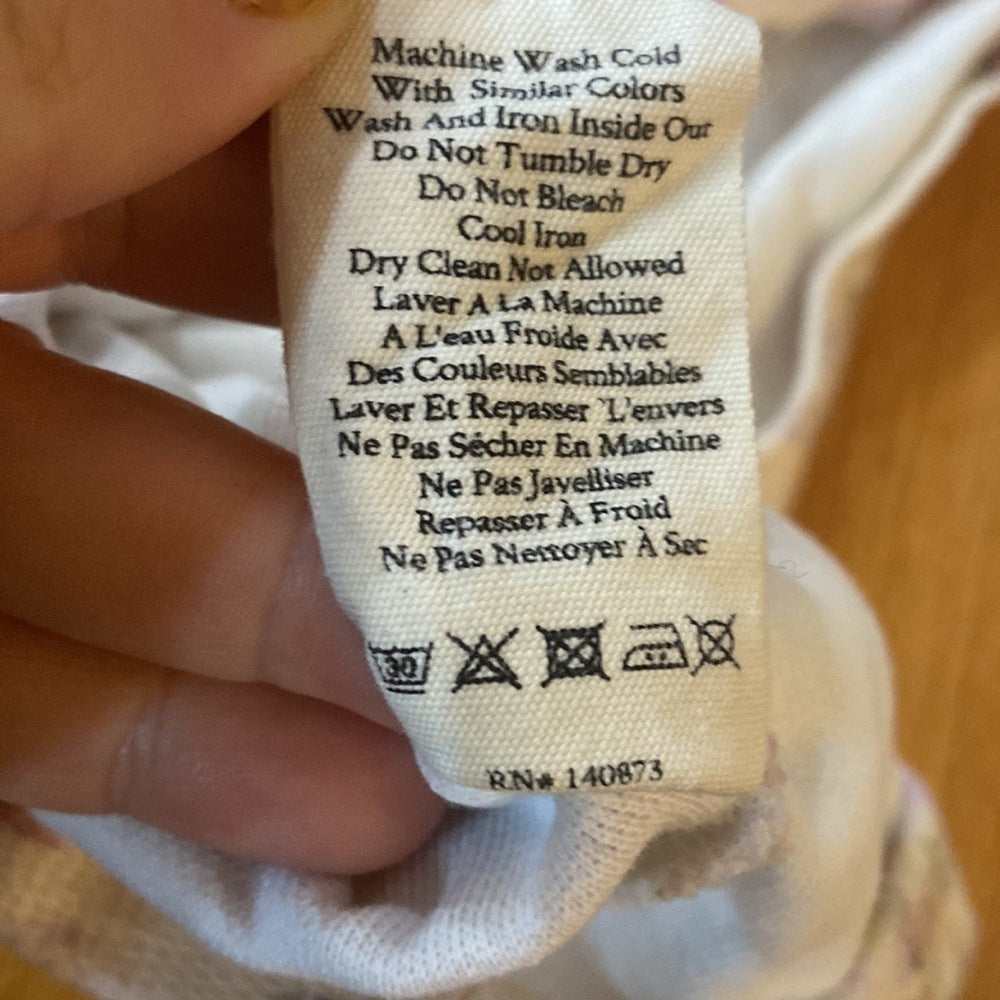 Machine Wash Cold
With Similar Colors
Wash And Iron Inside Out
Do Not Tumble Dry
Do Not Bleach
Cool Iron
Dry Clean Not Allowed
Laver A La Machine
A L'eau Froide Avec
Des Couleurs Semblables
Laver Et Repasser `L'envers
Ne Pas Sécher En Machine
Ne Pas Javelliser
Repasser À Froid
Ne Pas Nettoyer À Sec
30
RN# 140873